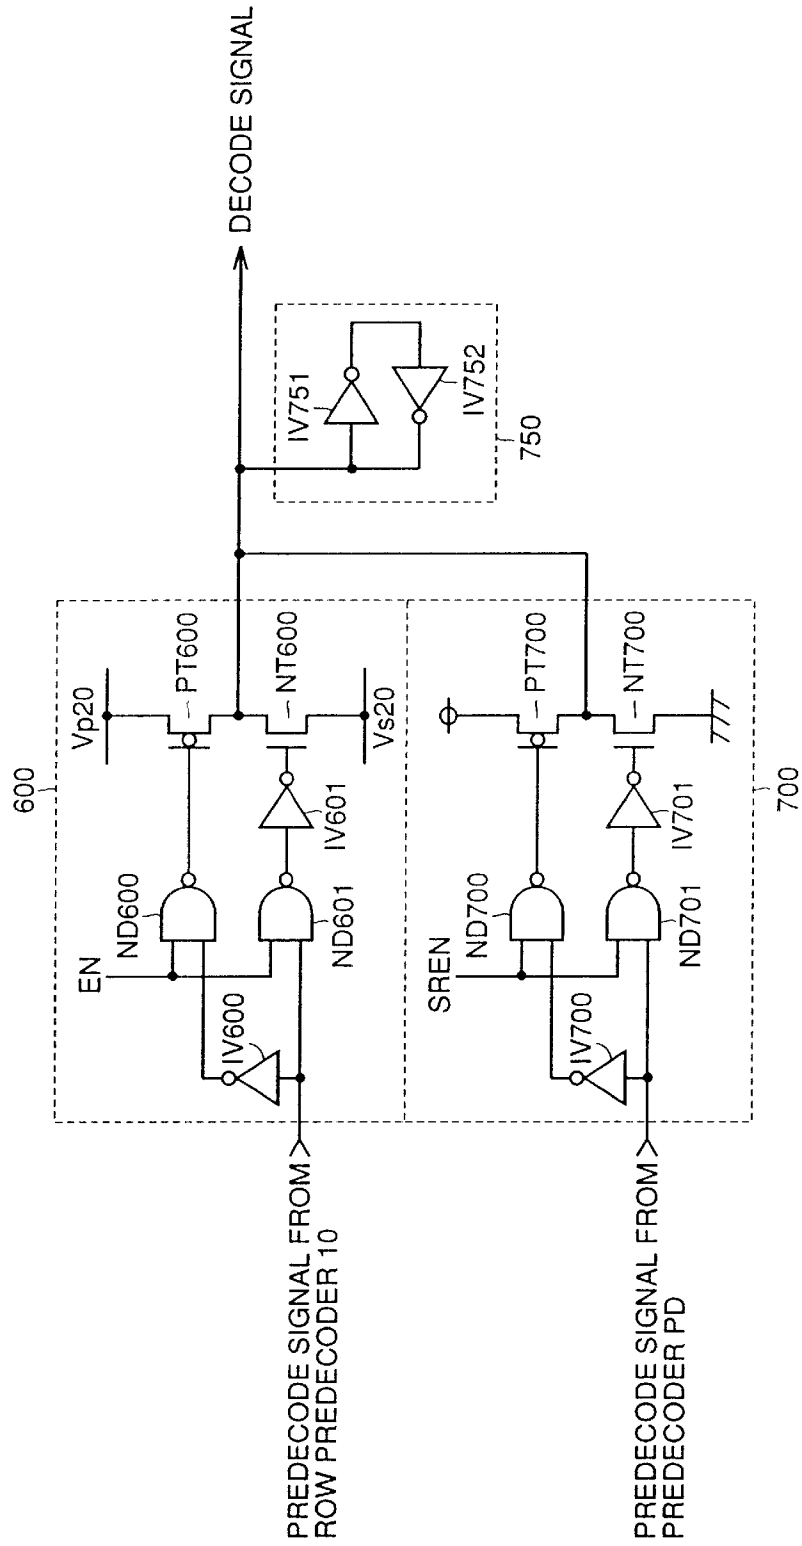 600
Vp20
EN
ND600
PT600
IV600
ND601
IV601
NT600
Vs20
PREDECODE SIGNAL FROM
ROW PREDECODER 10
DECODE SIGNAL
IV751
IV752
750
SREN
ND700
PT700
IV700
ND701
IV701
NT700
700
PREDECODE SIGNAL FROM
PREDECODER PD